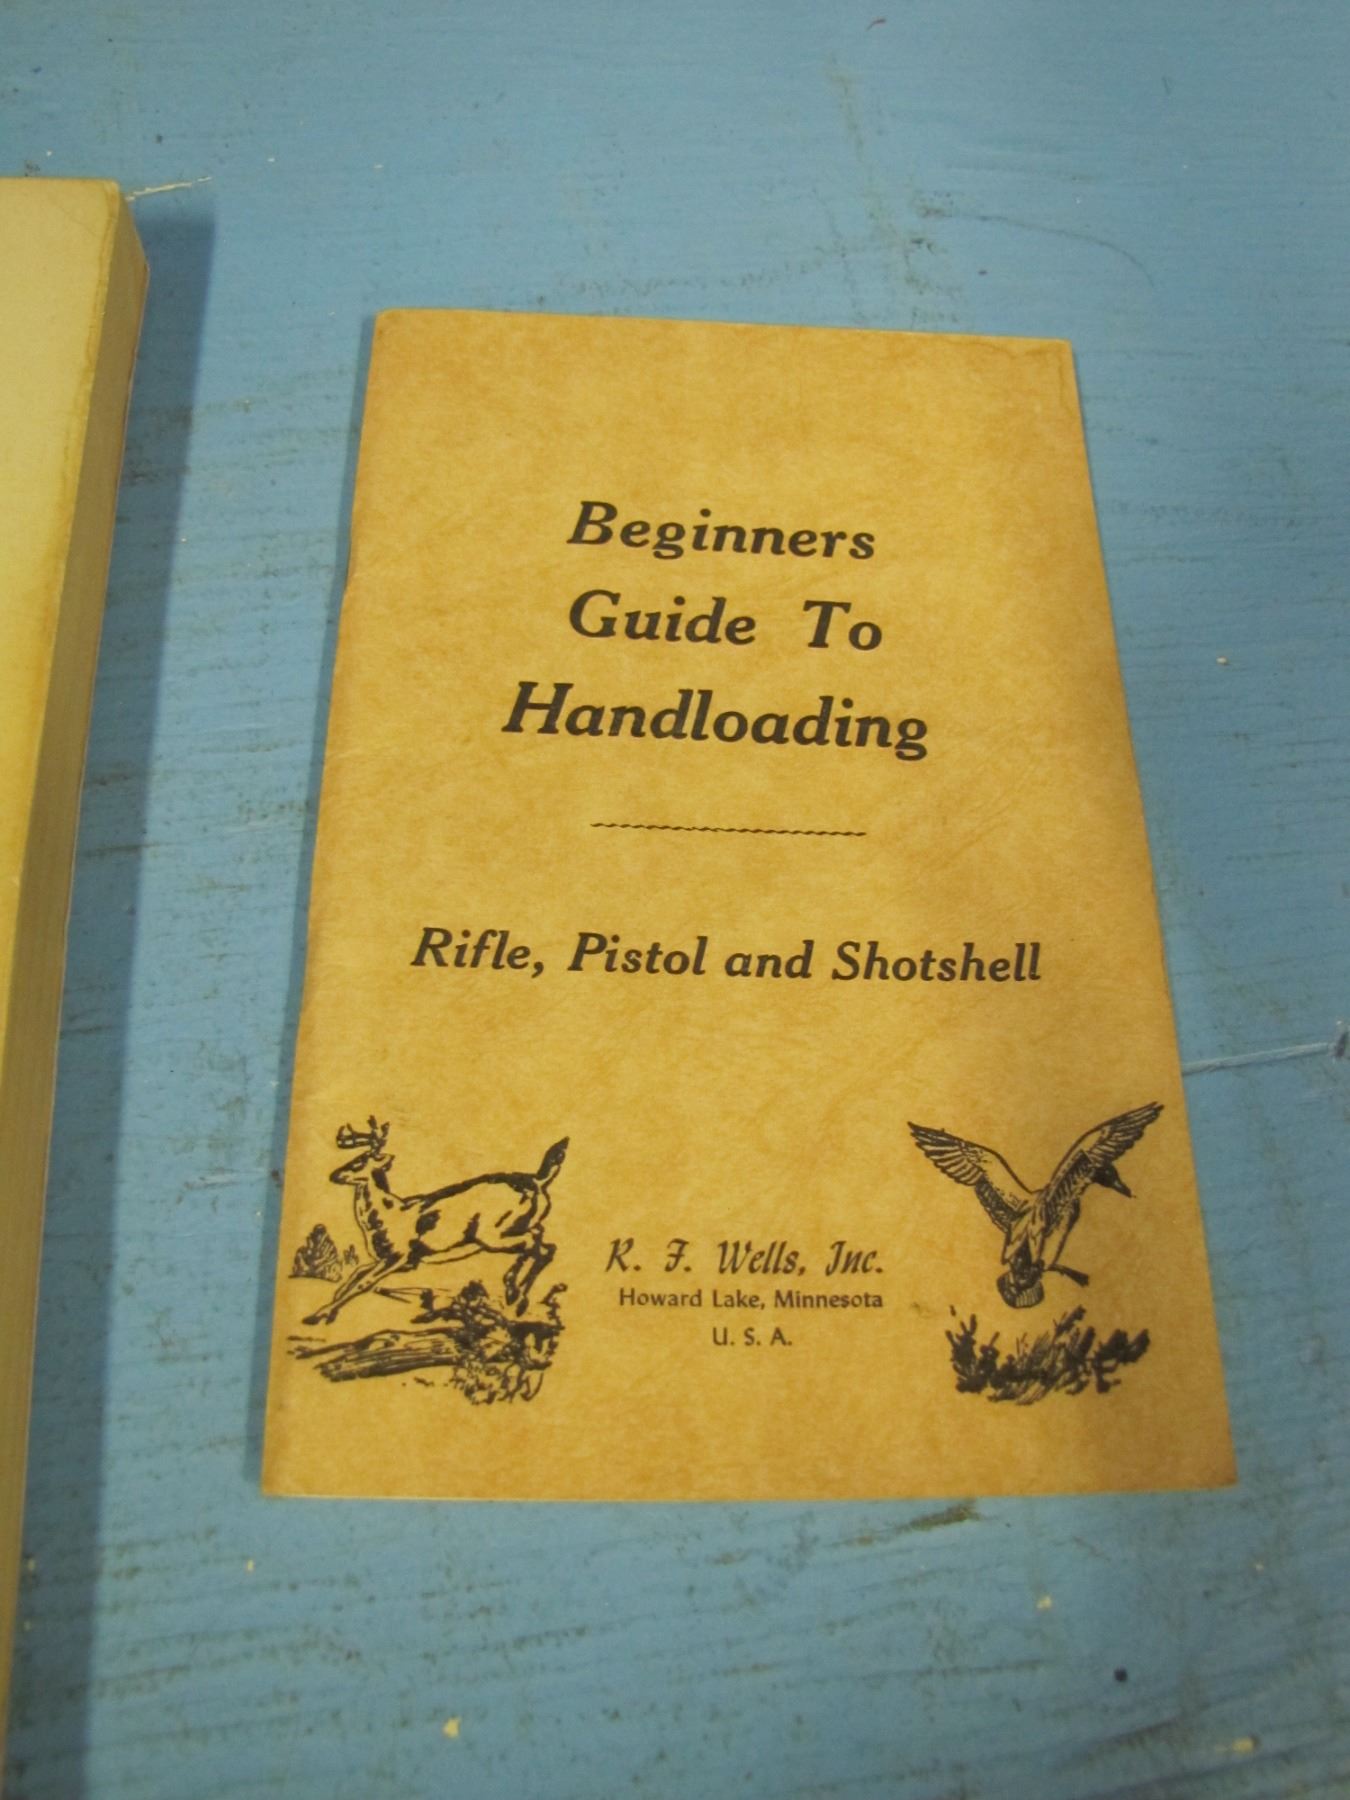 Beginners
Guide To
Handloading
Rifle, Pistol and Shotshell
R. F. Wells, Inc.
Howard Lake, Minnesota
U. S. A.